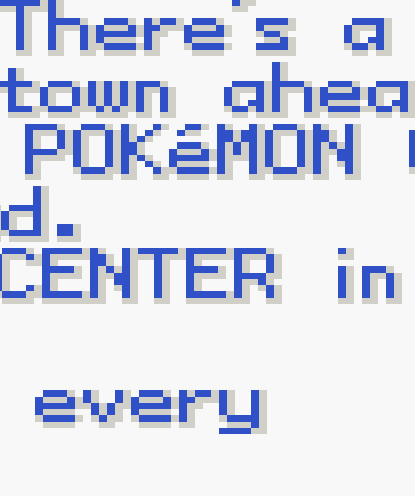 There's a
town ahea
POKéMON
d.
CENTER in
every